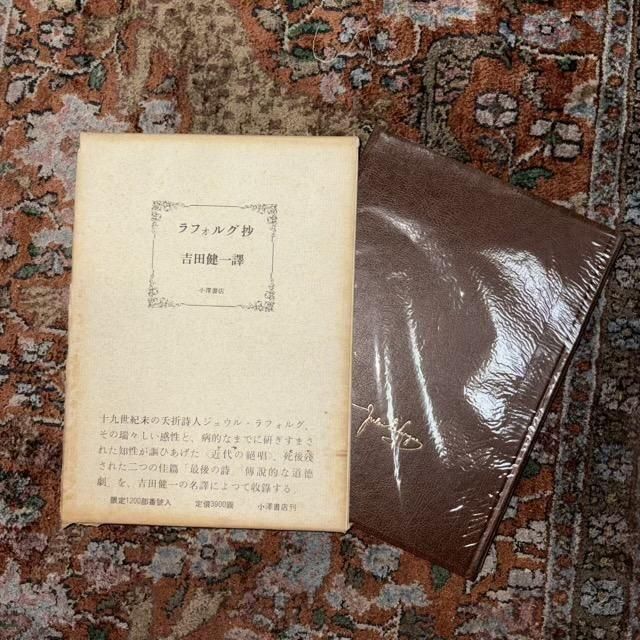 ラフォルグ抄
吉田健一譯
小澤書店
十九世紀末の夭折詩人ジュウル・ラフォルグ。
その瑞々しい感性と、病的なまでに研ぎすまさ
れた知性が謳ひあげた〈近代の絶唱〉。死後残
された二つの佳篇「最後の詩」「傳說的な道徳
劇」を、吉田健一の名譯によつて收錄する
限定1200部番號入 定價3900圓 小澤書店刊